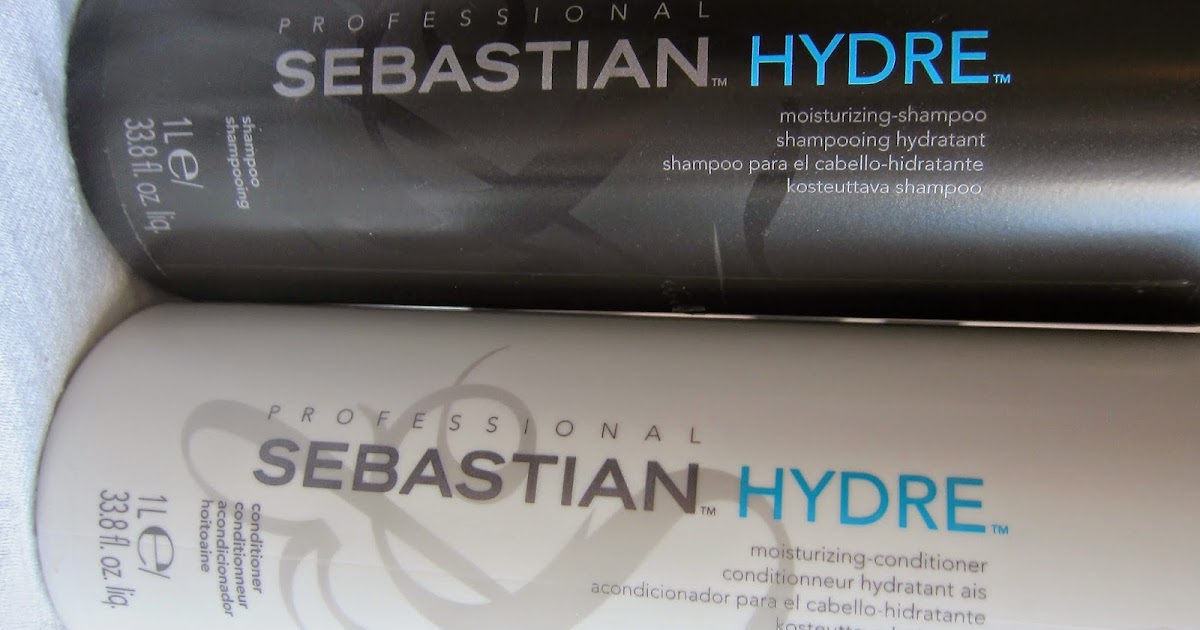 PROFESSIONAL
SEBASTIAN™ HYDRE™
moisturizing-shampoo
shampooing hydratant
shampoo para el cabello-hidratante
kosteuttava shampoo
shampoo
shampooing
1L e/
33.8 fl. oz. liq.
PROFESSIONAL
SEBASTIAN™ HYDRE™
moisturizing-conditioner
conditionneur hydratant ais
acondicionador para el cabello-hidratante
conditioner
conditionneur
acondicionador
hoitoaine
1L e/
33.8 fl. oz. liq.